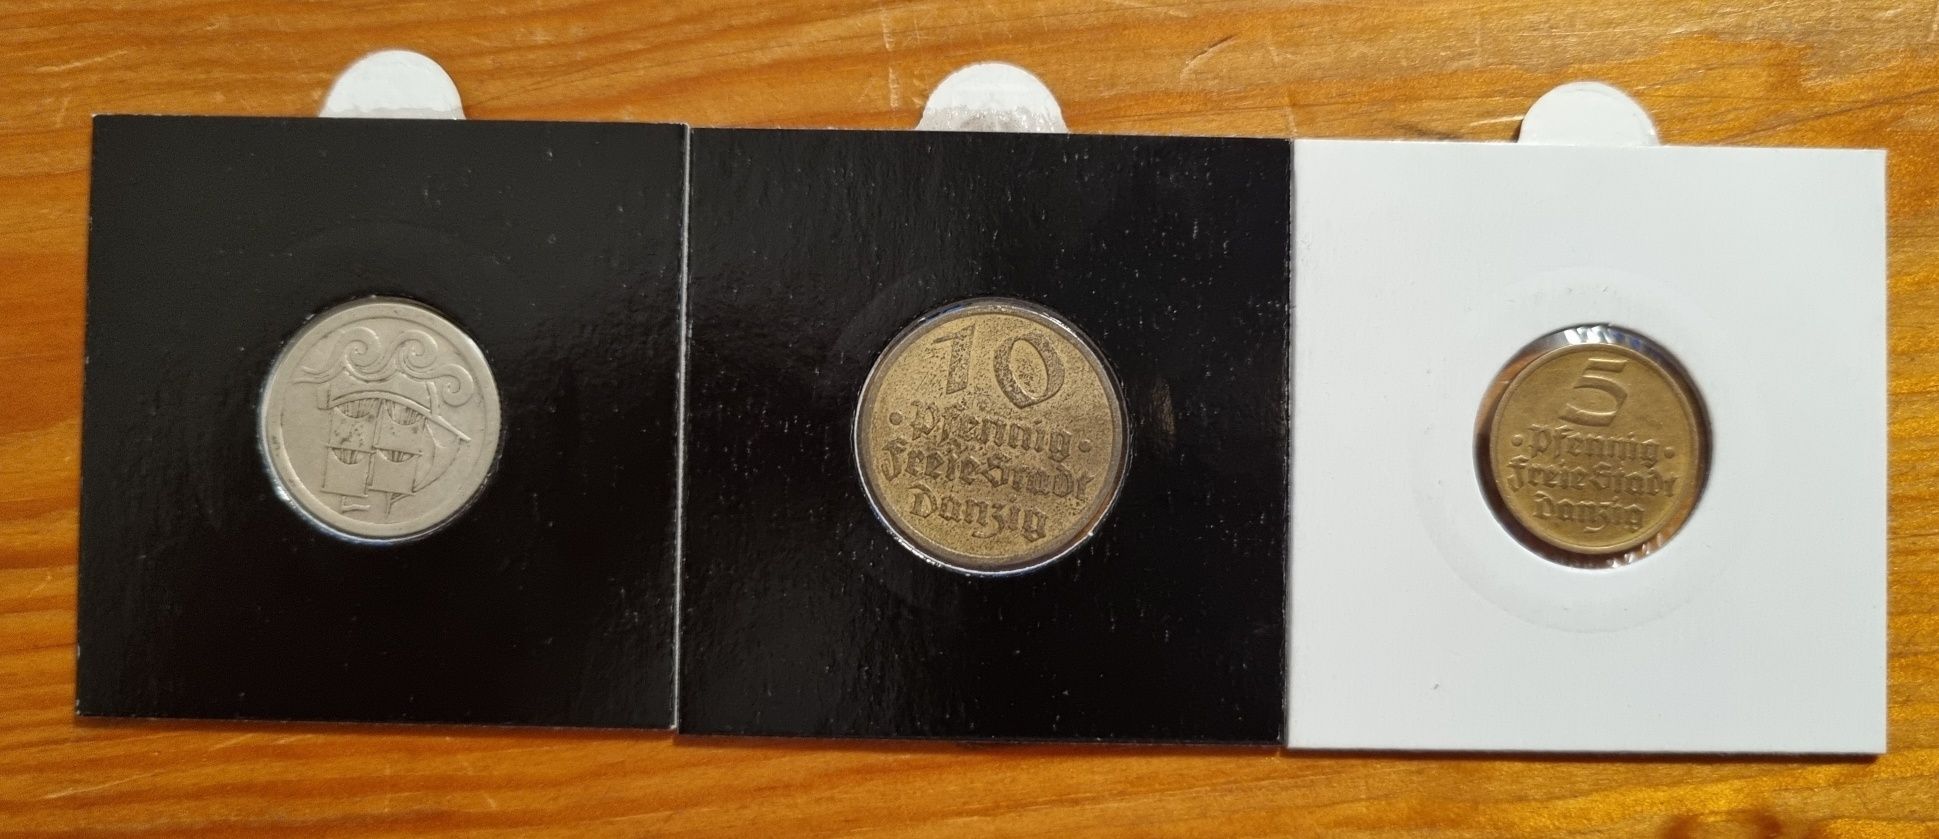 10
· Pfennig ·
Freie Stadt
Danzig
5
· Pfennig ·
Freie Stadt
Danzig